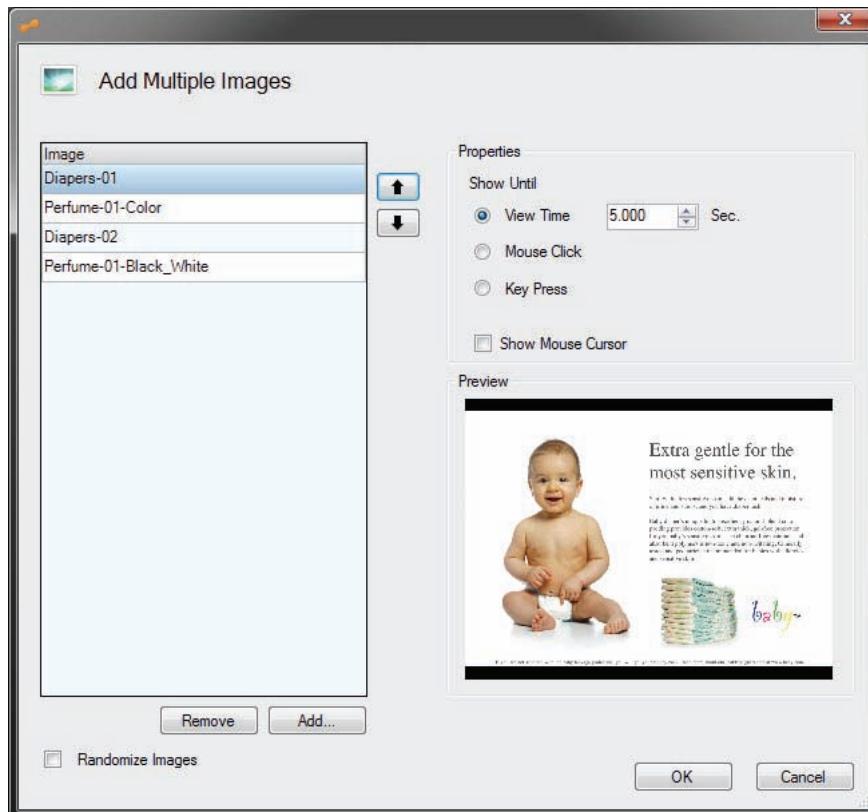 Add Multiple Images
Image
Diapers-01
Perfume-01-Color
Diapers-02
Perfume-01-Black_White
Remove
Add...
Randomize Images
Properties
Show Until
View Time
5.000
Sec.
Mouse Click
Key Press
Show Mouse Cursor
Preview
Extra gentle for the
most sensitive skin.
baby
OK
Cancel